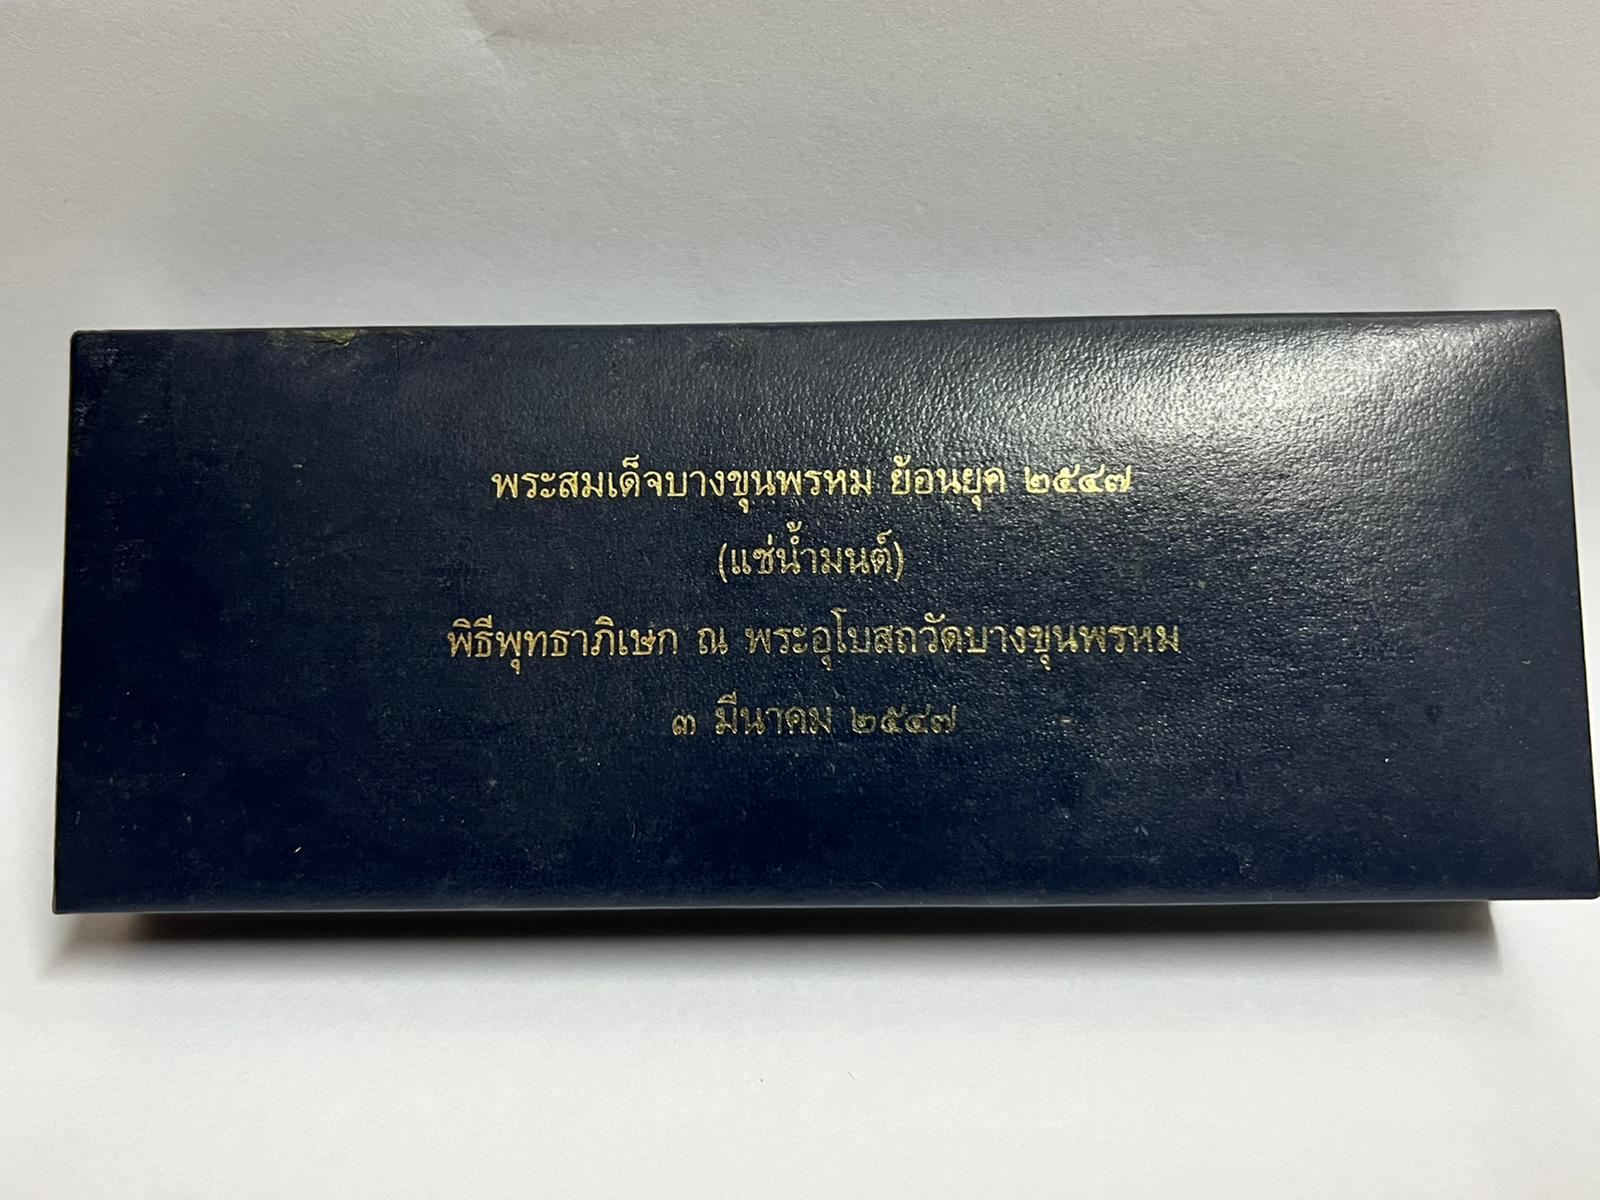 พระสมเด็จบางขุนพรหม ย้อนยุค ๒๕๔๗
(แช่น้ำมนต์)
พิธีพุทธาภิเษก ณ พระอุโบสถวัดบางขุนพรหม
๓ มีนาคม ๒๕๔๗